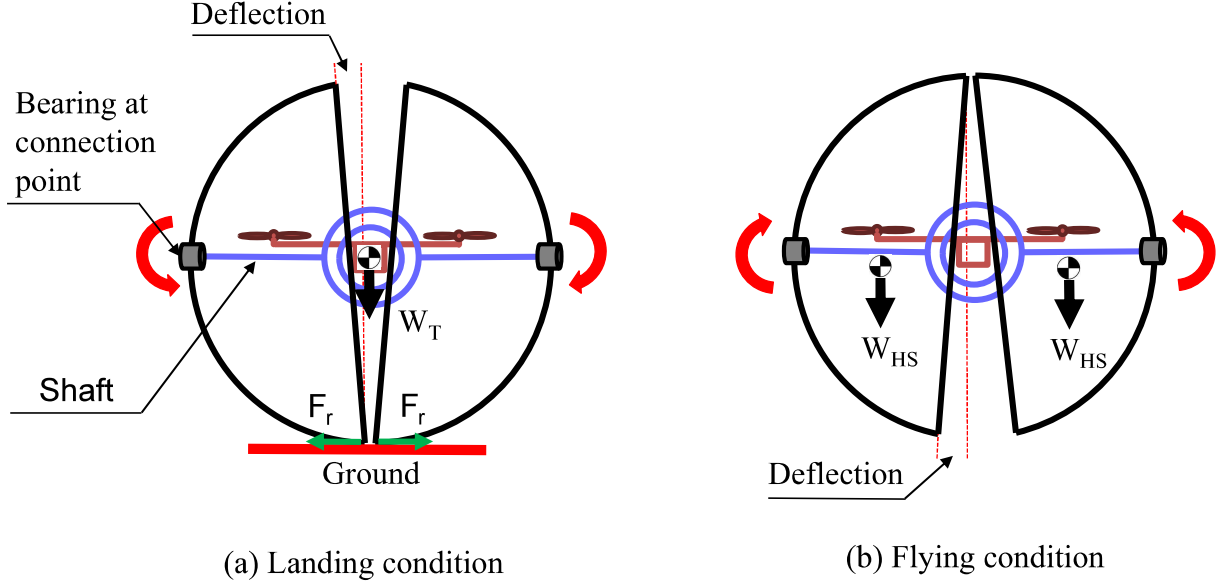 Deflection
Bearing at
connection
point
W_T
Shaft
F_r
F_r
Ground
(a) Landing condition
W_HS
W_HS
Deflection
(b) Flying condition